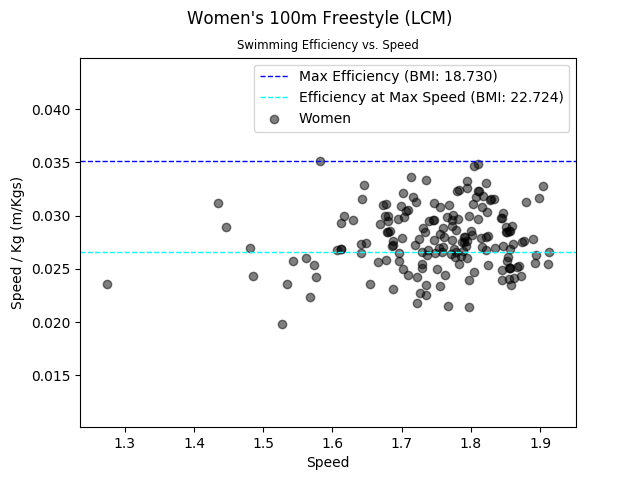 Women's 100m Freestyle (LCM)
Swimming Efficiency vs. Speed
Max Efficiency (BMI: 18.730)
Efficiency at Max Speed (BMI: 22.724)
Women
Speed / Kg (m/Kgs)
0.040
0.035
0.030
0.025
0.020
0.015
1.3 1.4 1.5 1.6 1.7 1.8 1.9
Speed